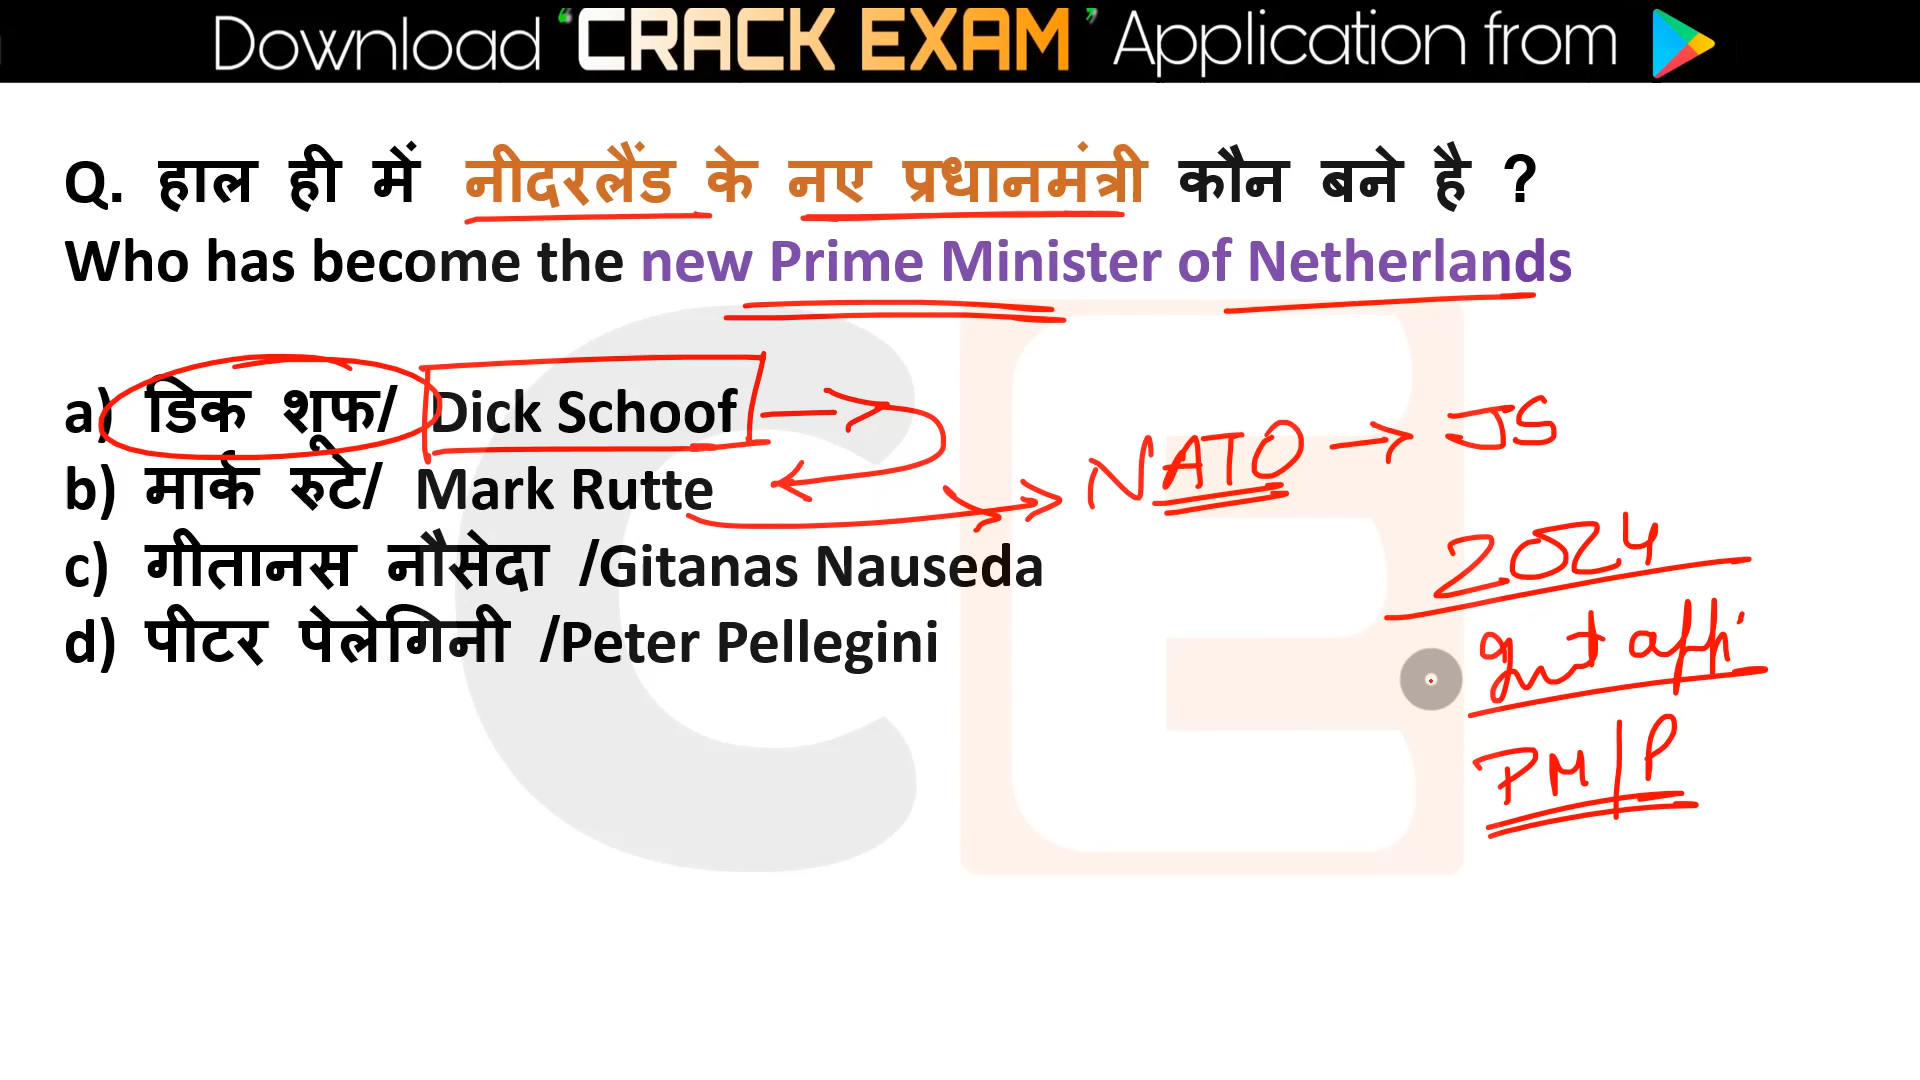 Download ‘CRACK EXAM’ Application from
Q. हाल ही में नीदरलैंड के नए प्रधानमंत्री कौन बने है ?
Who has become the new Prime Minister of Netherlands
a) डिक शूफ/ Dick Schoof
b) मार्क रुटे/ Mark Rutte
c) गीतानस नौसेदा /Gitanas Nauseda
d) पीटर पेलेगिनी /Peter Pellegini
NATO → JS
2024
PM/P
CE